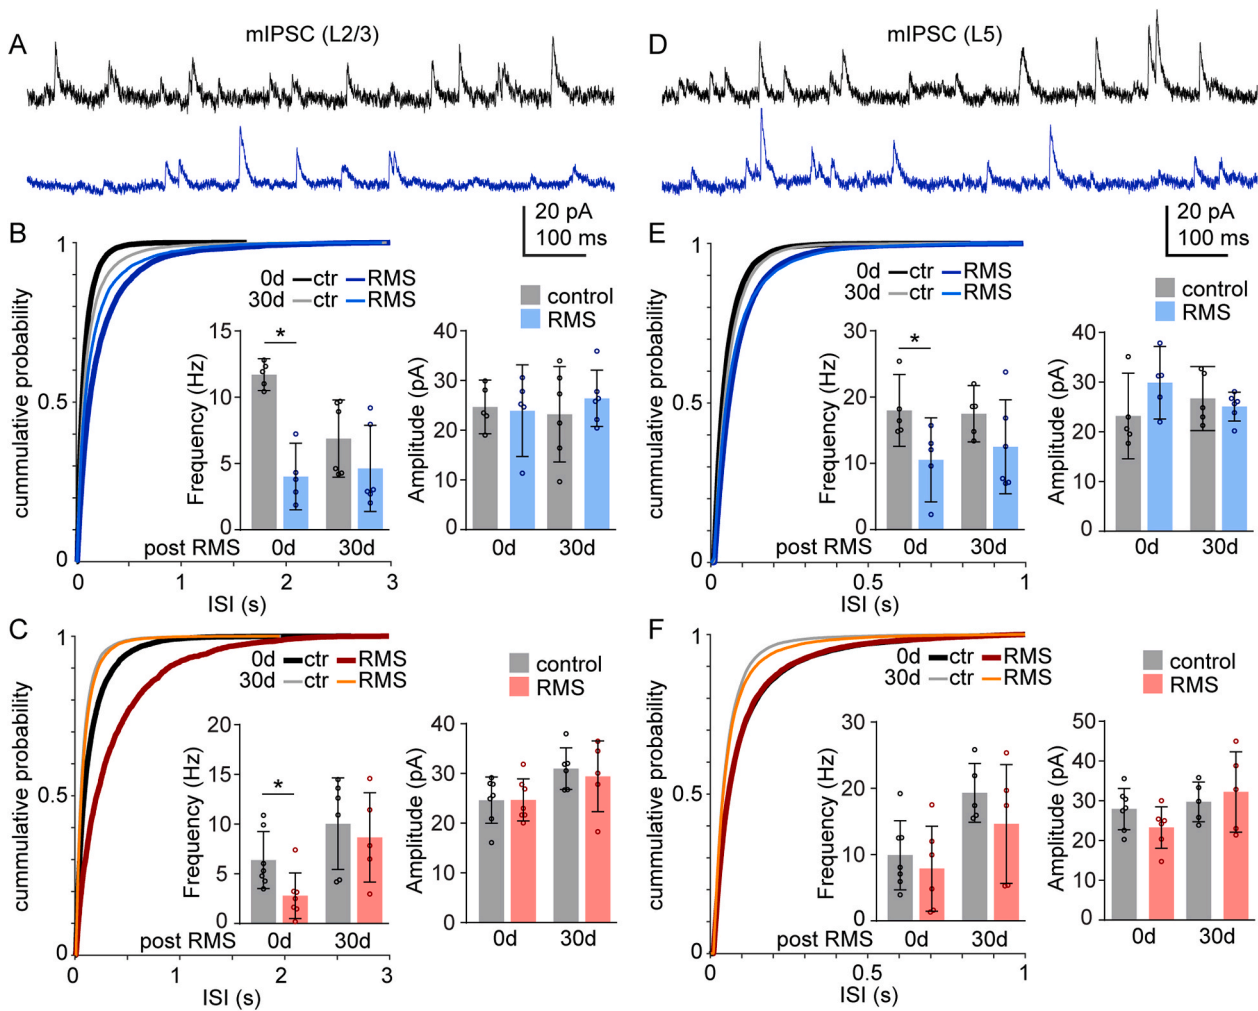 A
mIPSC (L2/3)
20 pA
100 ms
B
cummulative probability
1
0.5
0
0 1 2 3
ISI (s)
0d ctr RMS
30d ctr RMS
control
RMS
Frequency (Hz)
15
10
5
0
post RMS 0d 30d
*
Amplitude (pA)
40
30
20
10
0
0d 30d
C
cummulative probability
1
0.5
0
0 1 2 3
ISI (s)
0d ctr RMS
30d ctr RMS
control
RMS
Frequency (Hz)
20
15
10
5
0
post RMS 0d 30d
*
Amplitude (pA)
40
30
20
10
0
0d 30d
D
mIPSC (L5)
20 pA
100 ms
E
cummulative probability
1
0.5
0
0 0.5 1
ISI (s)
0d ctr RMS
30d ctr RMS
control
RMS
Frequency (Hz)
30
20
10
0
post RMS 0d 30d
*
Amplitude (pA)
40
30
20
10
0
0d 30d
F
cummulative probability
1
0.5
0
0 0.5 1
ISI (s)
0d ctr RMS
30d ctr RMS
control
RMS
Frequency (Hz)
30
20
10
0
post RMS 0d 30d
Amplitude (pA)
50
40
30
20
10
0
0d 30d